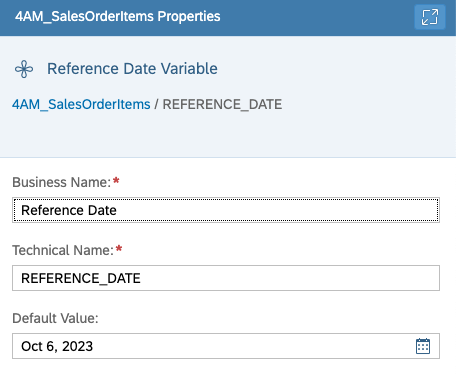 4AM_SalesOrderItems Properties
Reference Date Variable
4AM_SalesOrderItems / REFERENCE_DATE
Business Name:*
Reference Date
Technical Name:*
REFERENCE_DATE
Default Value:
Oct 6, 2023